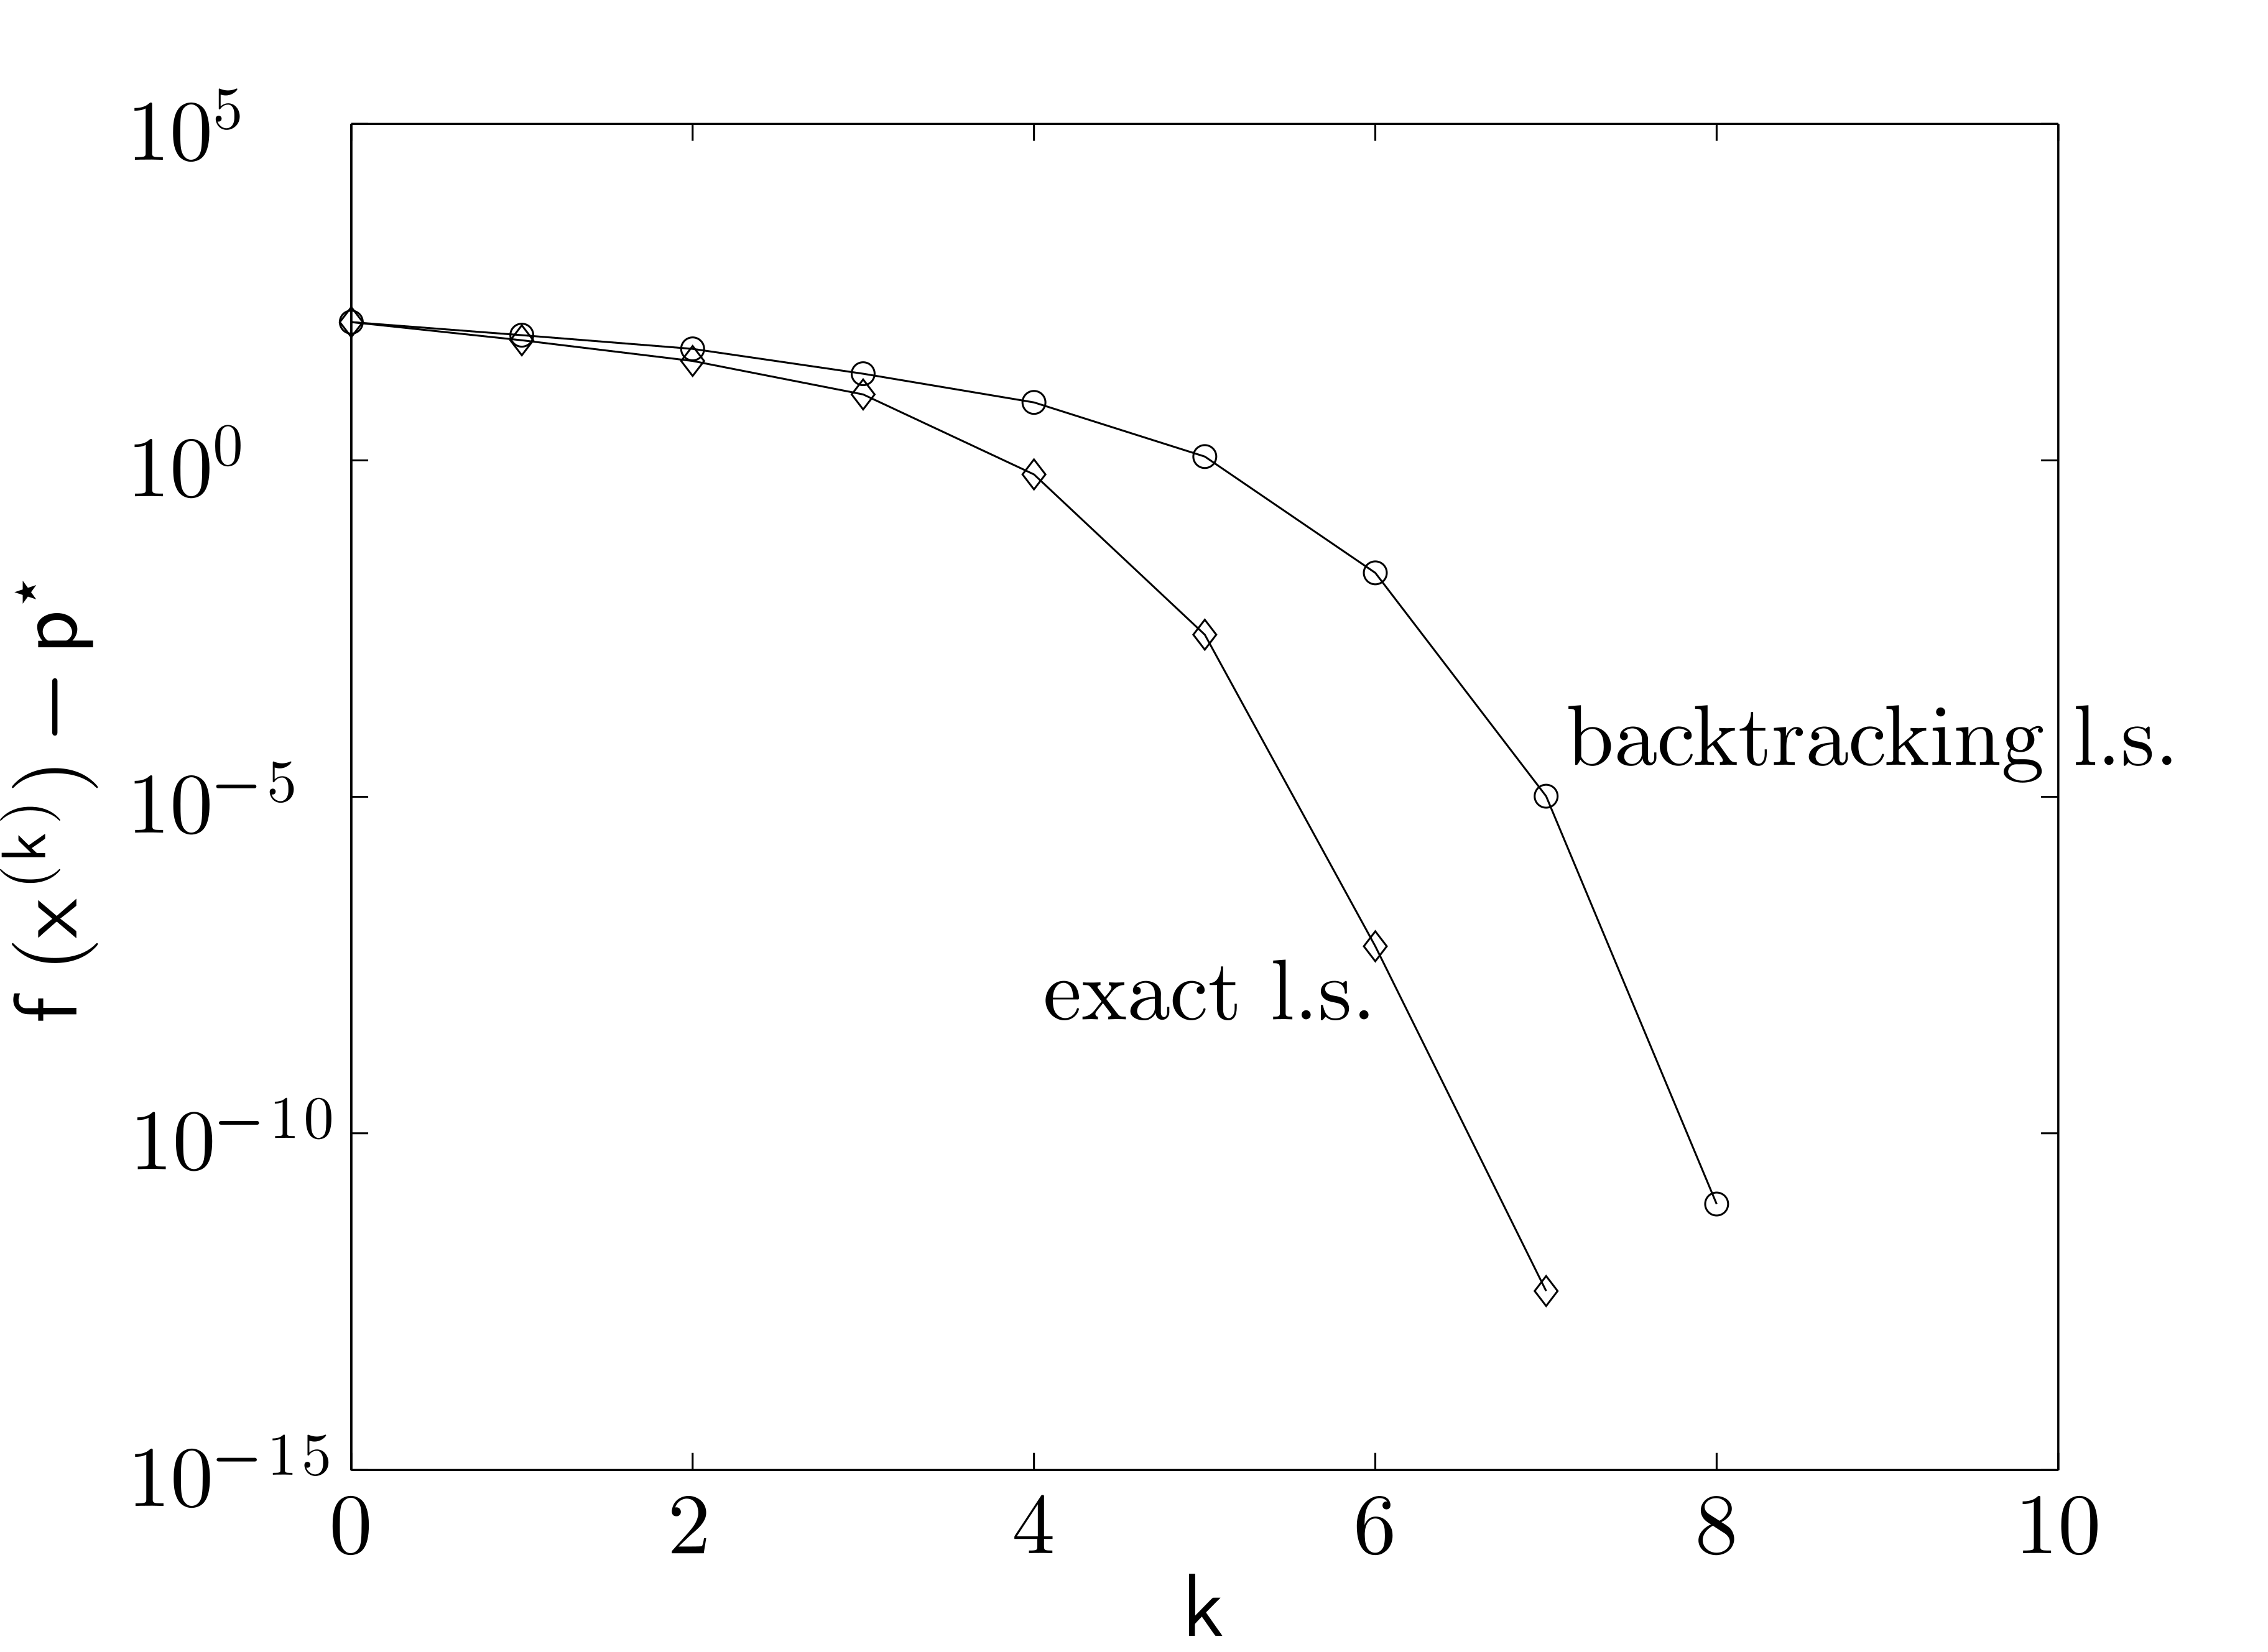 10^5
10^0
10^−5
10^−10
10^−15
f (x^(k)) − p^★
backtracking l.s.
exact l.s.
0 2 4 6 8 10
k